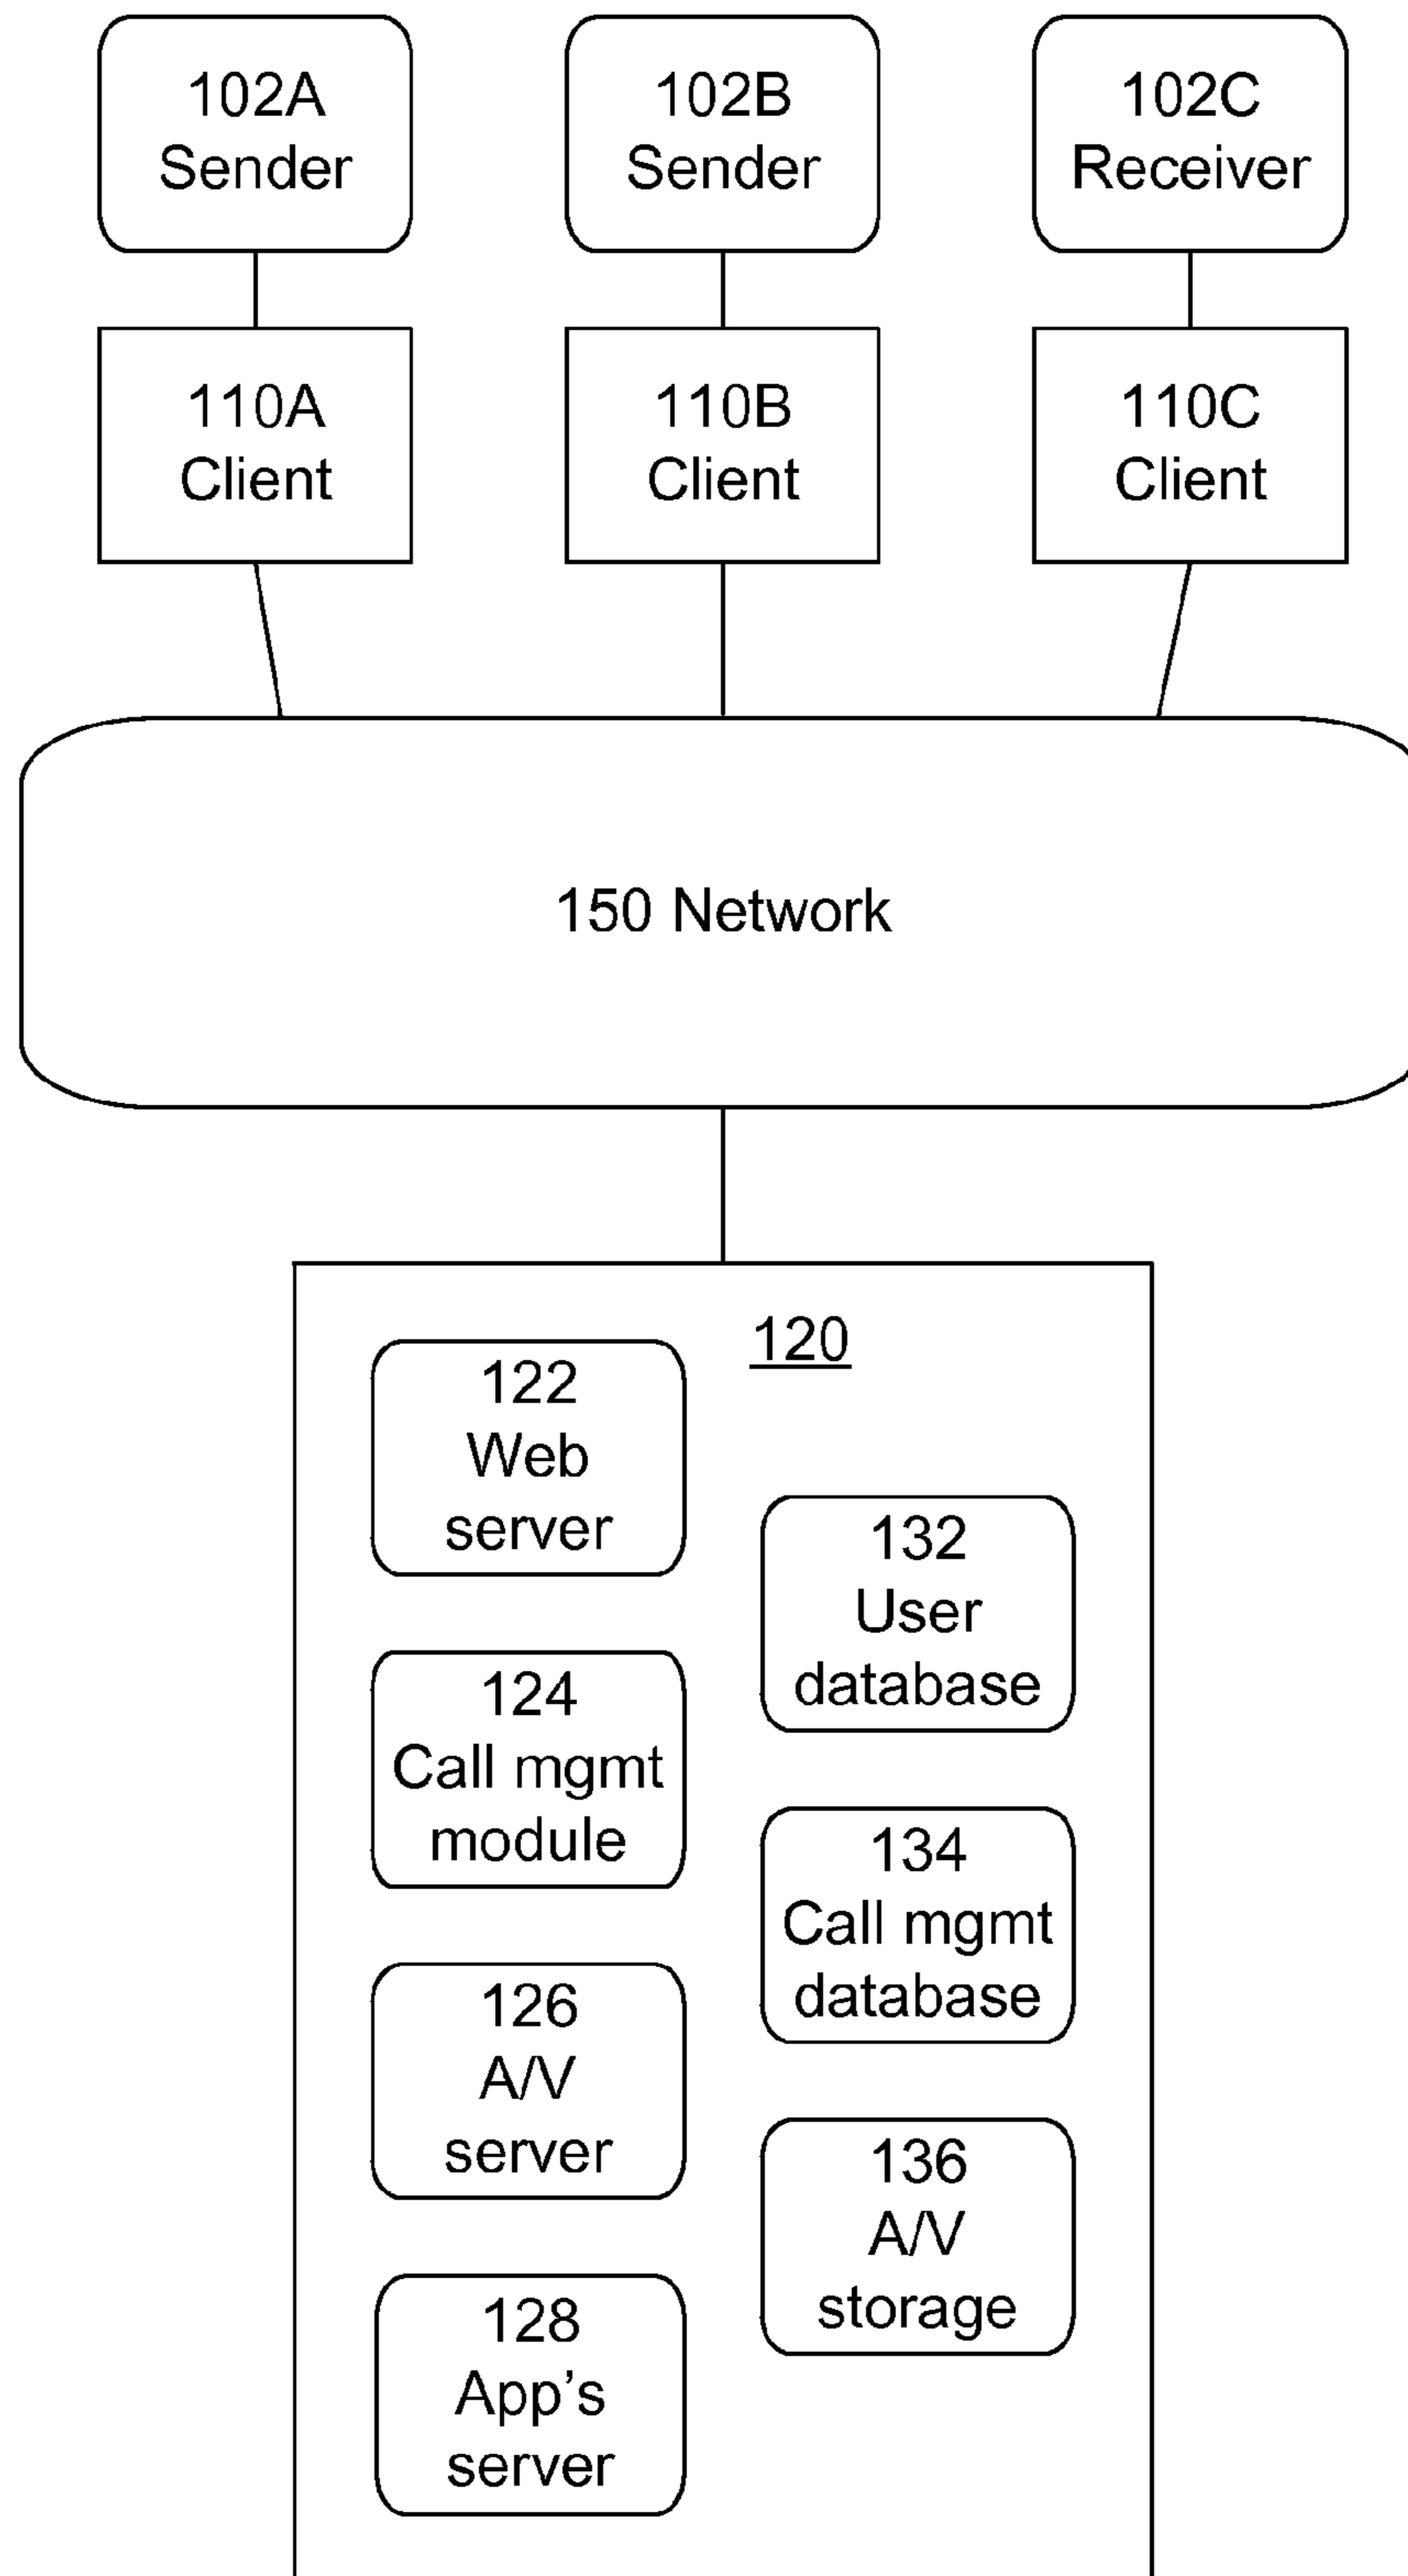 102A
Sender
102B
Sender
102C
Receiver
110A
Client
110B
Client
110C
Client
150 Network
120
122
Web
server
132
User
database
124
Call mgmt
module
134
Call mgmt
database
126
A/V
server
136
A/V
storage
128
App’s
server